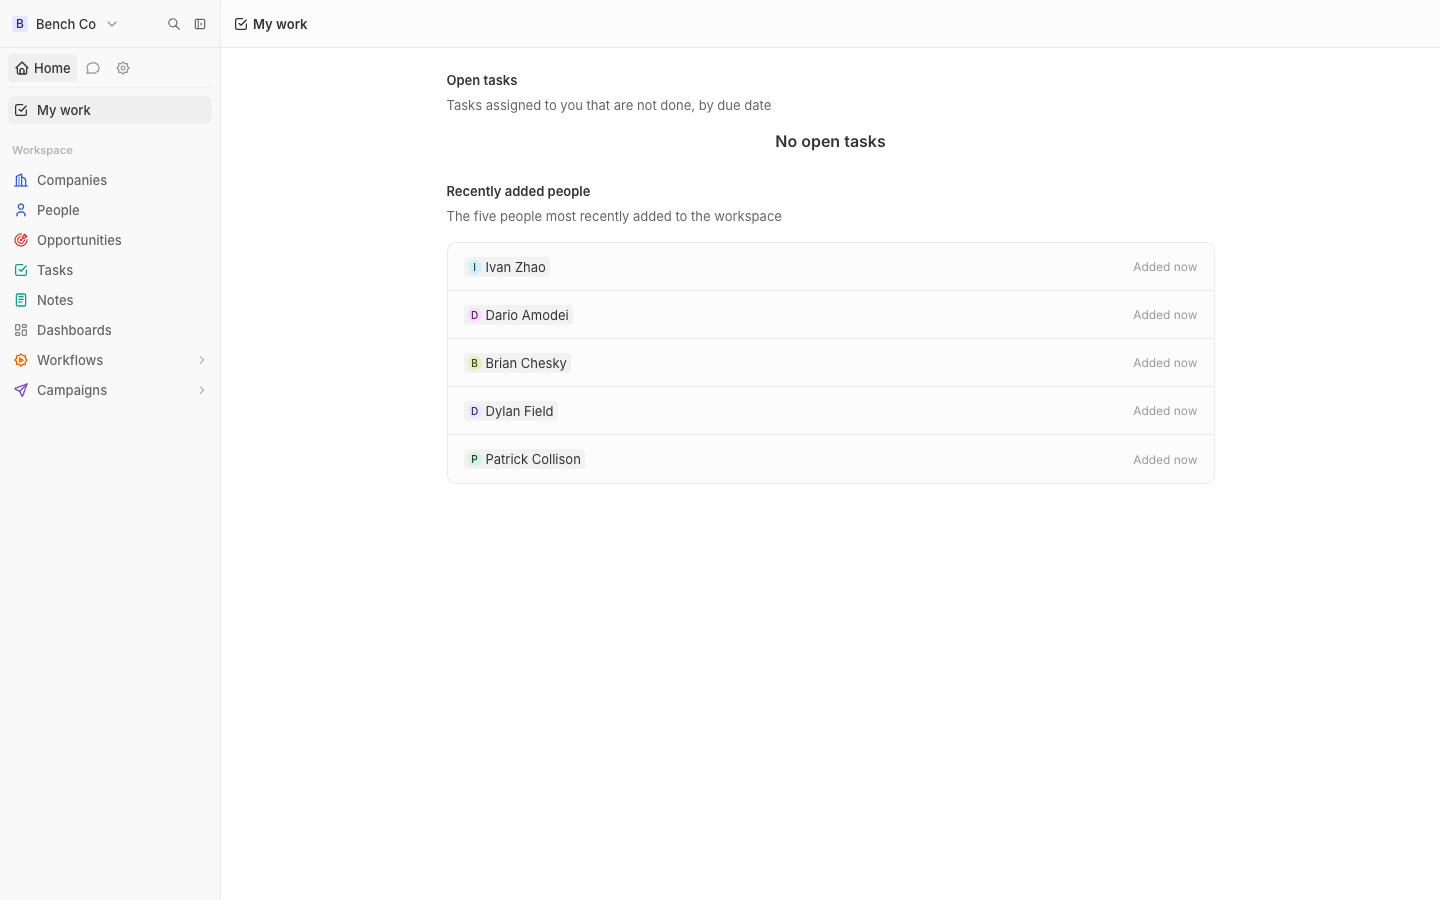 B Bench Co
My work
Home
My work
Workspace
Companies
People
Opportunities
Tasks
Notes
Dashboards
Workflows
Campaigns
Open tasks
Tasks assigned to you that are not done, by due date
No open tasks
Recently added people
The five people most recently added to the workspace
I Ivan Zhao Added now
D Dario Amodei Added now
B Brian Chesky Added now
D Dylan Field Added now
P Patrick Collison Added now